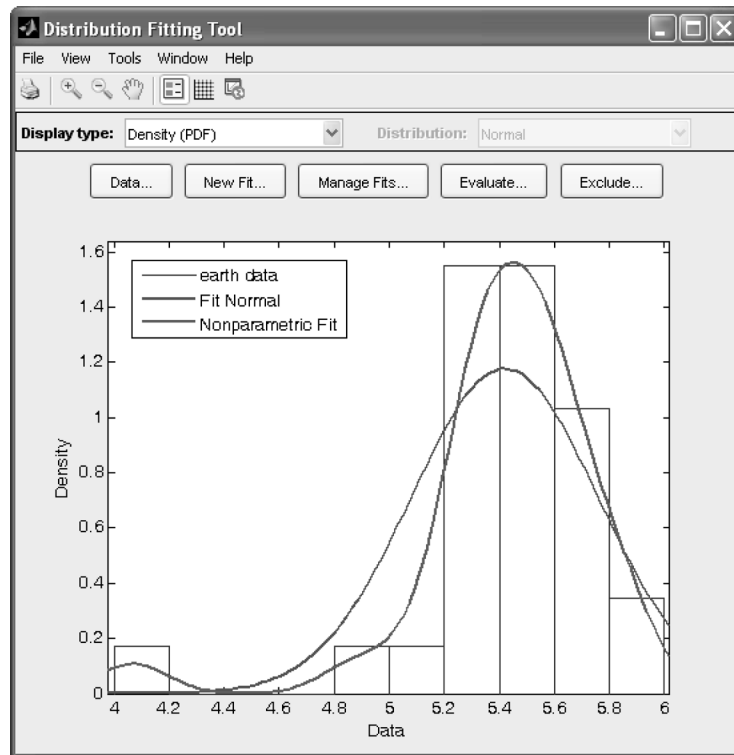 Distribution Fitting Tool
File View Tools Window Help
Display type: Density (PDF) Distribution: Normal
Data... New Fit... Manage Fits... Evaluate... Exclude...
earth data
Fit Normal
Nonparametric Fit
1.6
1.4
1.2
1
0.8
0.6
0.4
0.2
0
Density
4 4.2 4.4 4.6 4.8 5 5.2 5.4 5.6 5.8 6
Data